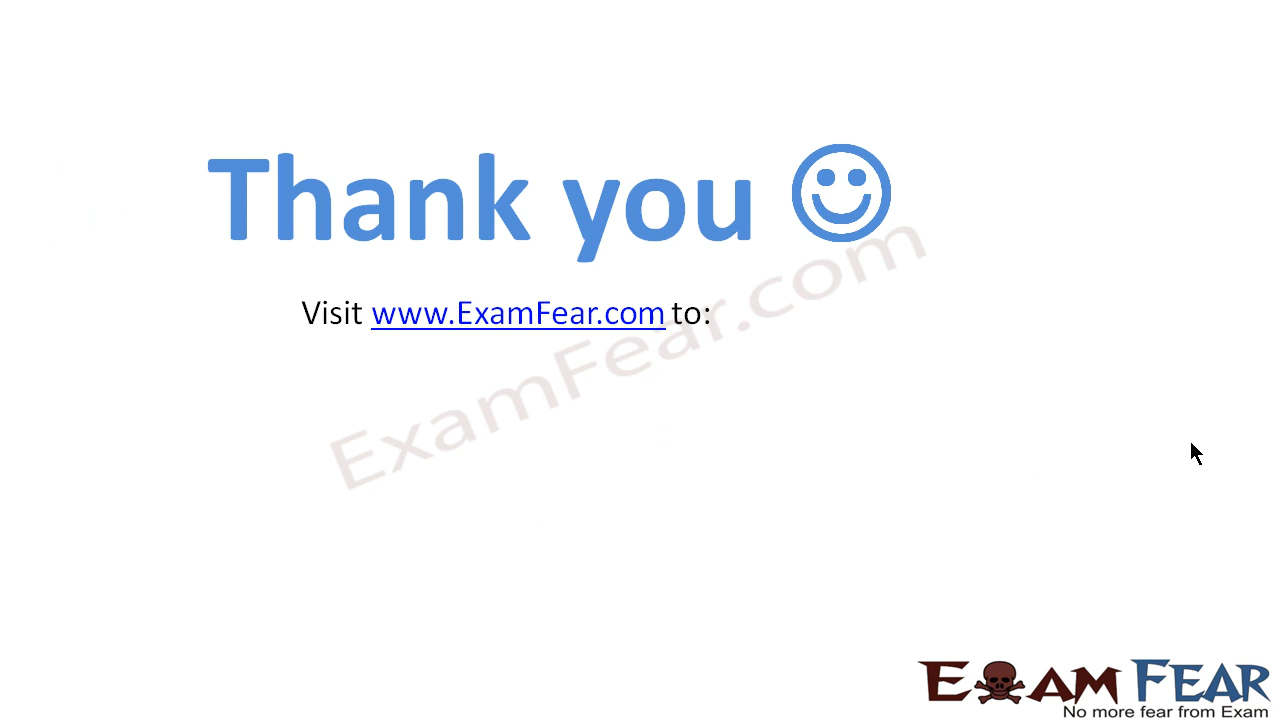 Thank you ☺
Visit www.ExamFear.com to:
ExamFear.com
EXAM FEAR
No more fear from Exam